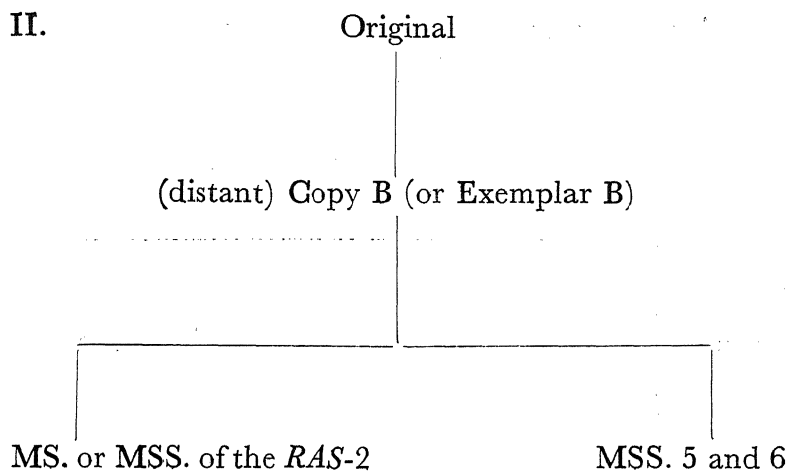 II.
Original
(distant) Copy B (or Exemplar B)
MS. or MSS. of the RAS-2
MSS. 5 and 6